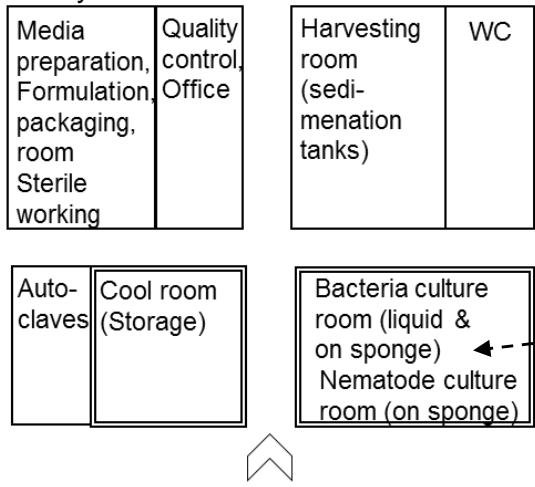 Media
preparation,
Formulation,
packaging,
room
Sterile
working
Quality
control,
Office
Harvesting
room
(sedi-
menation
tanks)
WC
Auto-
claves
Cool room
(Storage)
Bacteria culture
room (liquid &
on sponge)
Nematode culture
room (on sponge)